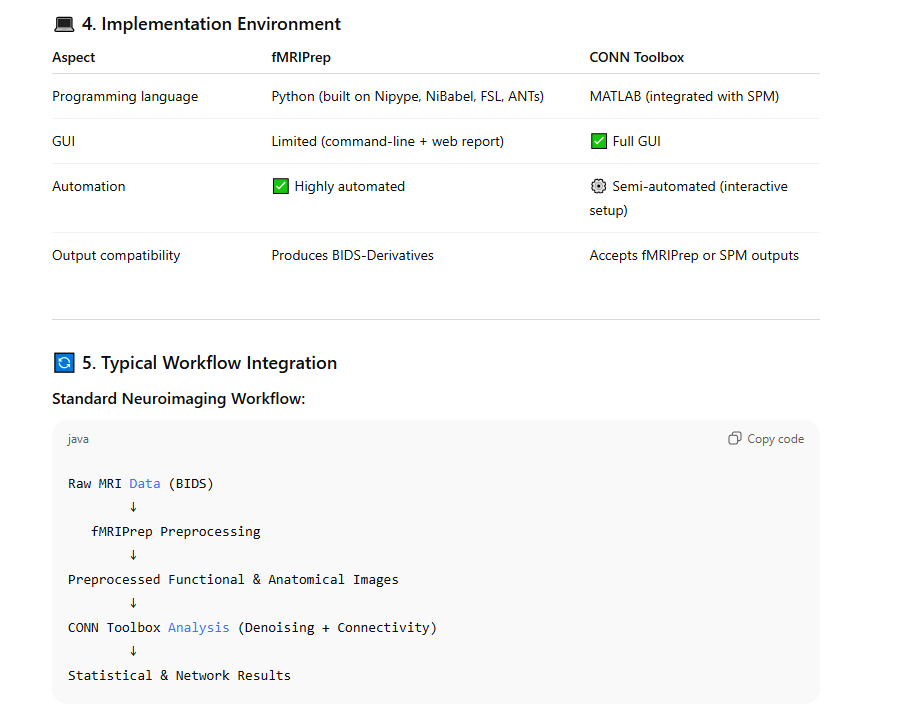 💻 4. Implementation Environment
Aspect fMRIPrep CONN Toolbox
Programming language Python (built on Nipype, NiBabel, FSL, ANTs) MATLAB (integrated with SPM)
GUI Limited (command-line + web report) ✅ Full GUI
Automation ✅ Highly automated ⚙️ Semi-automated (interactive
setup)
Output compatibility Produces BIDS-Derivatives Accepts fMRIPrep or SPM outputs
🔄 5. Typical Workflow Integration
Standard Neuroimaging Workflow:
java Copy code
Raw MRI Data (BIDS)
↓
fMRIPrep Preprocessing
↓
Preprocessed Functional & Anatomical Images
↓
CONN Toolbox Analysis (Denoising + Connectivity)
↓
Statistical & Network Results